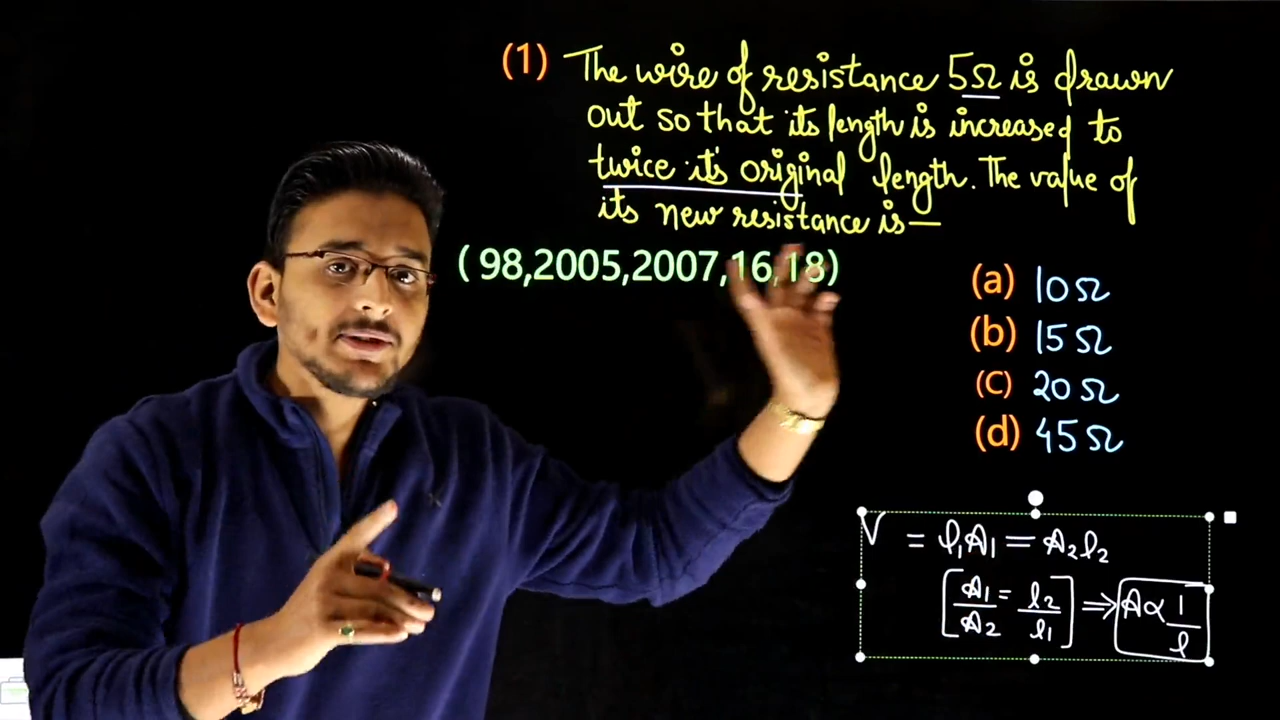 (1) The wire of resistance 5Ω is drawn
out so that its length is increased to
twice it's original length. The value of
its new resistance is—
( 98,2005,2007,16,18)
(a) 10Ω
(b) 15Ω
(C) 20Ω
(d) 45Ω
V = l₁A₁ = A₂l₂
[A₁/A₂ = l₂/l₁] ⇒ A∝1/l